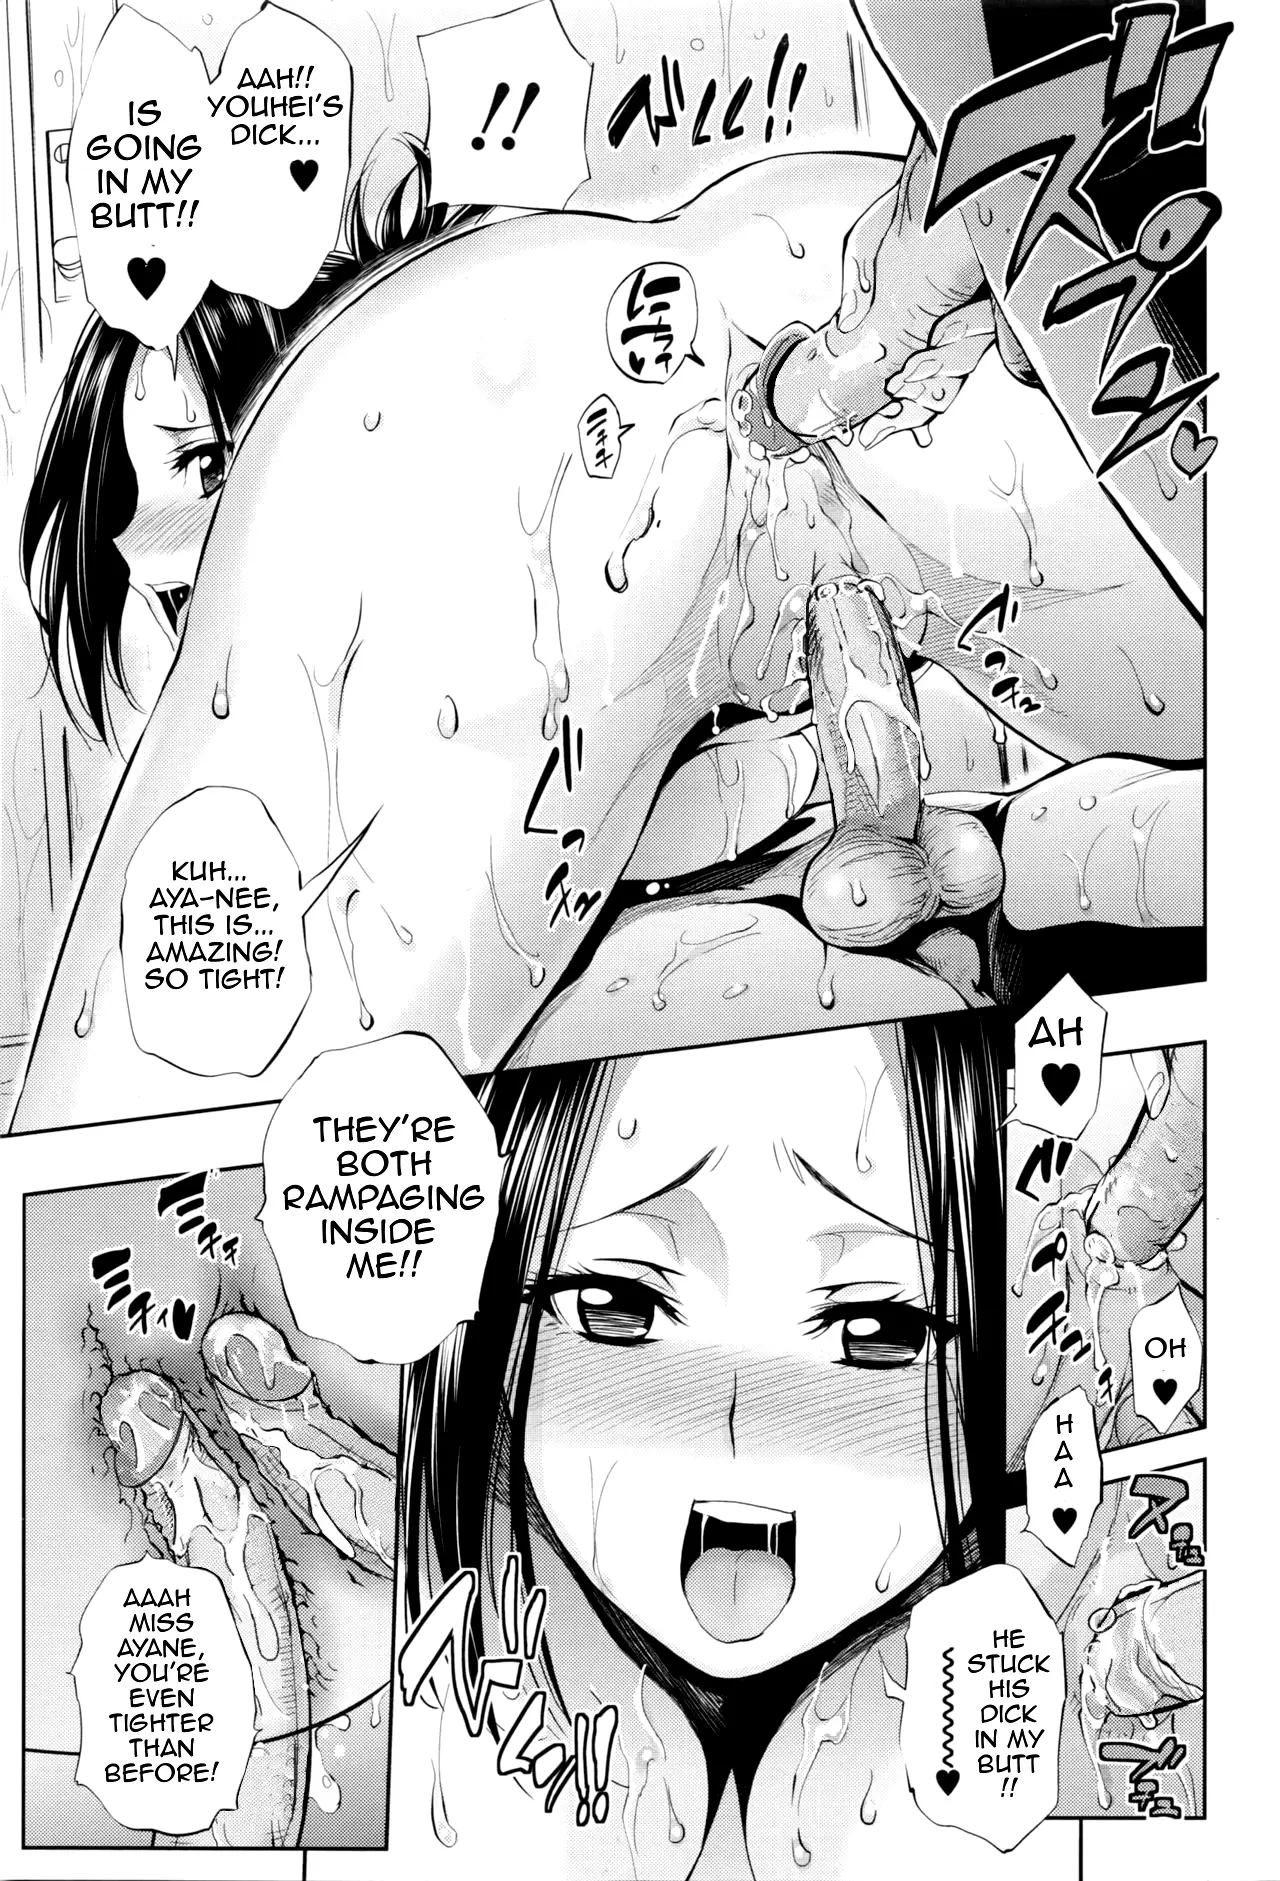 AAH!!
YOUHEI'S
DICK...
♥
IS
GOING
IN MY
BUTT!!
♥
!!
KUH...
AYA-NEE,
THIS IS...
AMAZING!
SO TIGHT!
AH
♥
OH
♥
HAA
♥
THEY'RE
BOTH
RAMPAGING
INSIDE
ME!!
HE
STUCK
HIS
DICK
IN MY
BUTT
!!
♥
AAAH
MISS
AYANE,
YOU'RE
EVEN
TIGHTER
THAN
BEFORE!